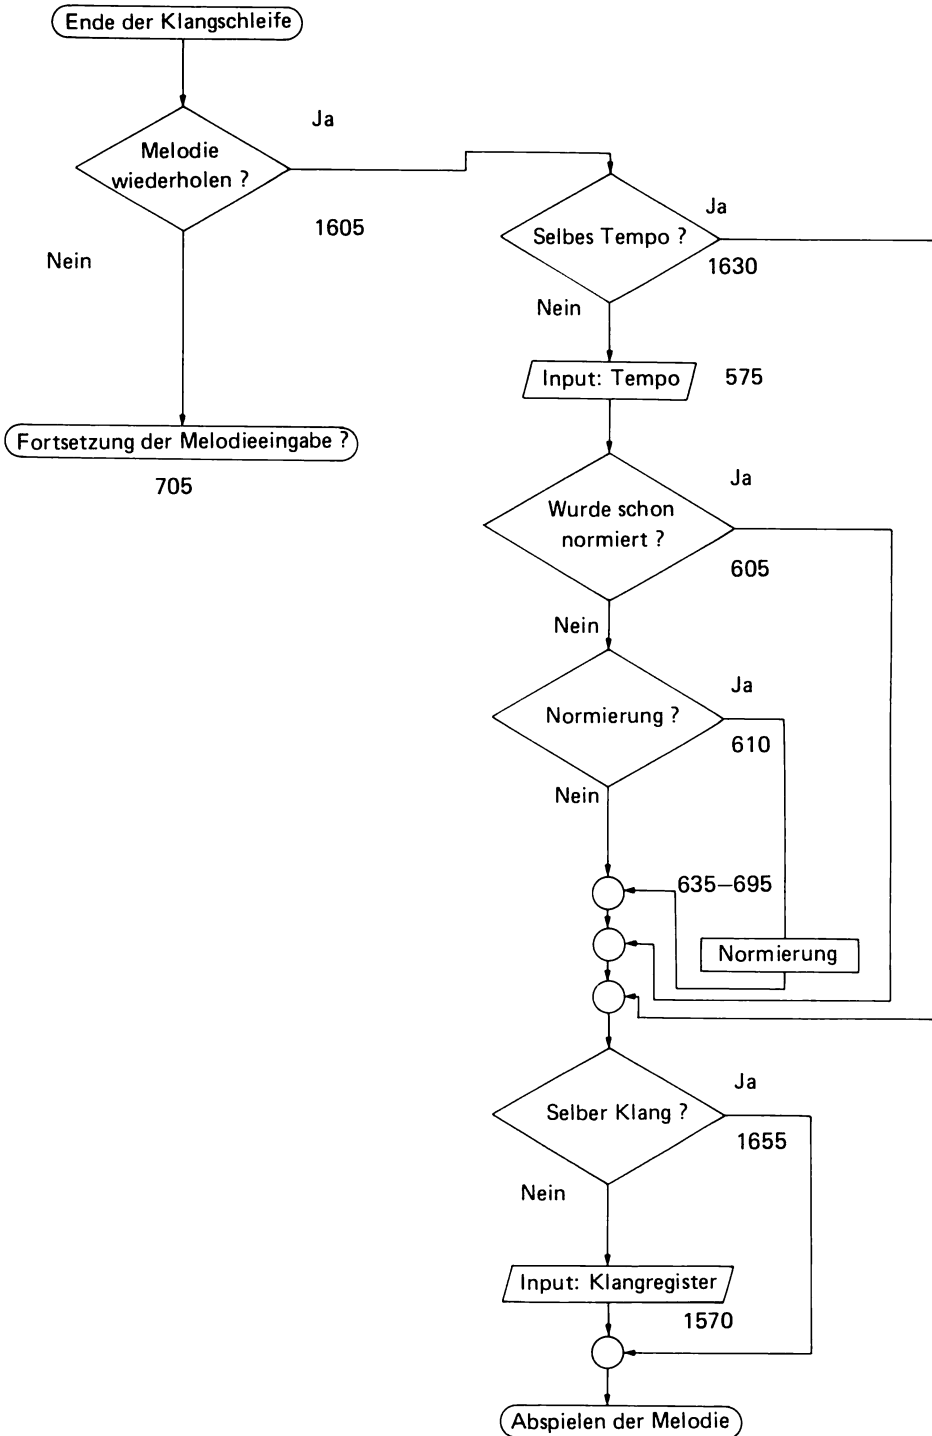 Ende der Klangschleife
Ja
Melodie
wiederholen ?
1605
Nein
Fortsetzung der Melodieeingabe ?
705
Ja
Selbes Tempo ?
1630
Nein
Input: Tempo
575
Ja
Wurde schon
normiert ?
605
Nein
Ja
Normierung ?
610
Nein
635–695
Normierung
Ja
Selber Klang ?
1655
Nein
Input: Klangregister
1570
Abspielen der Melodie